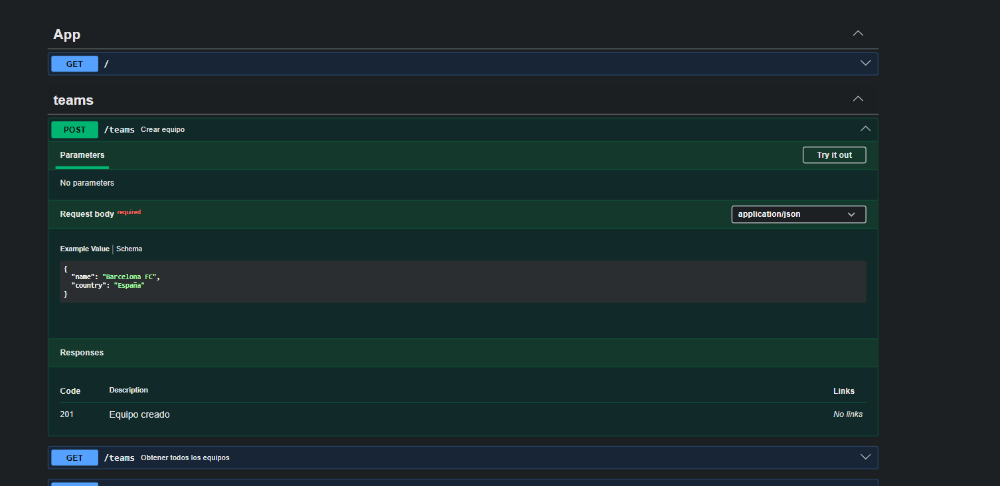 App
GET /
teams
POST /teams Crear equipo
Parameters
Try it out
No parameters
Request body required
application/json
Example Value | Schema
{
"name": "Barcelona FC",
"country": "España"
}
Responses
Code Description Links
201 Equipo creado No links
GET /teams Obtener todos los equipos